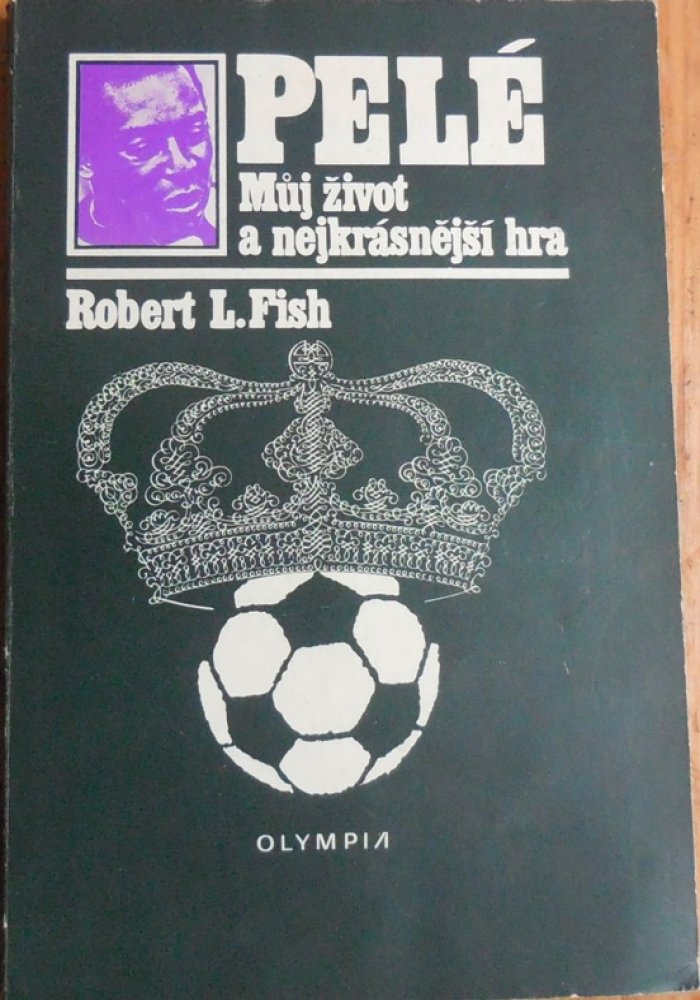 PELÉ
Můj život
a nejkrásnější hra
Robert L. Fish
OLYMPIA